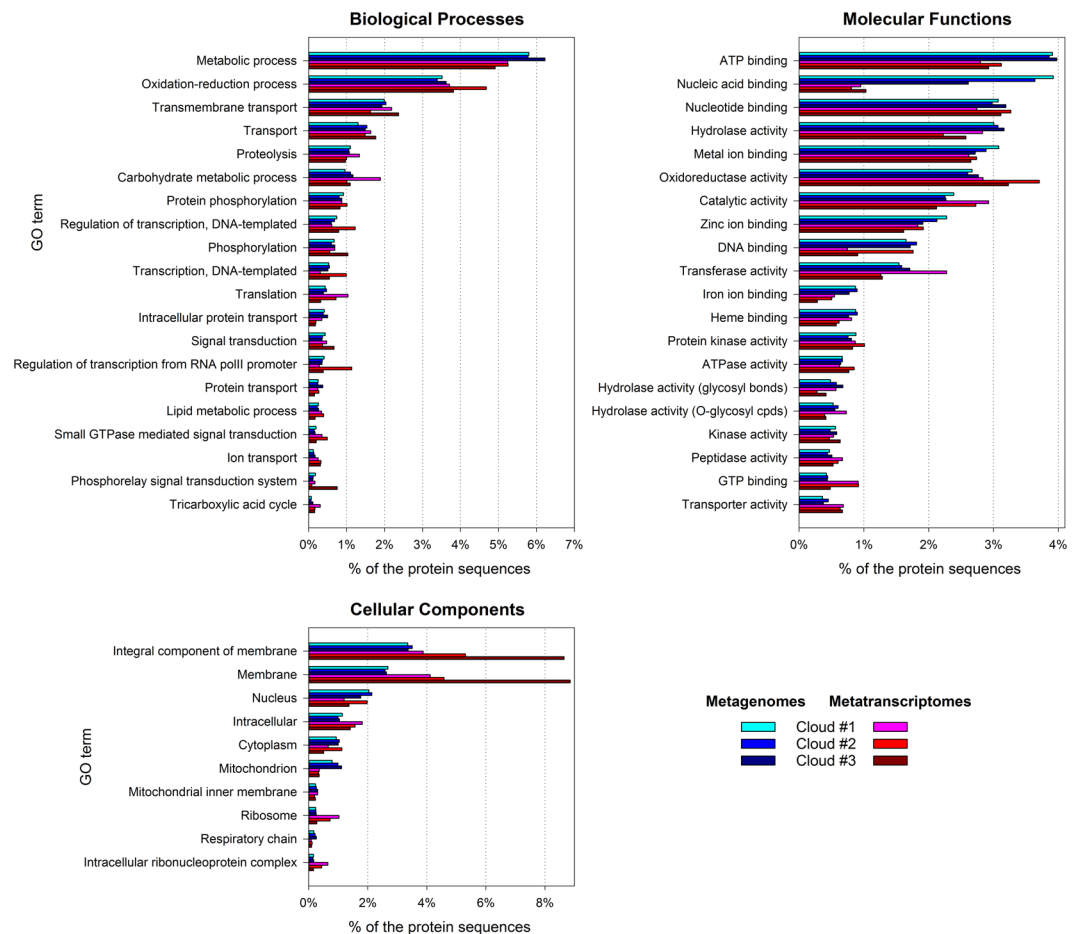 Biological Processes
GO term
Metabolic process
Oxidation-reduction process
Transmembrane transport
Transport
Proteolysis
Carbohydrate metabolic process
Protein phosphorylation
Regulation of transcription, DNA-templated
Phosphorylation
Transcription, DNA-templated
Translation
Intracellular protein transport
Signal transduction
Regulation of transcription from RNA polII promoter
Protein transport
Lipid metabolic process
Small GTPase mediated signal transduction
Ion transport
Phosphorelay signal transduction system
Tricarboxylic acid cycle
0% 1% 2% 3% 4% 5% 6% 7%
% of the protein sequences
Molecular Functions
ATP binding
Nucleic acid binding
Nucleotide binding
Hydrolase activity
Metal ion binding
Oxidoreductase activity
Catalytic activity
Zinc ion binding
DNA binding
Transferase activity
Iron ion binding
Heme binding
Protein kinase activity
ATPase activity
Hydrolase activity (glycosyl bonds)
Hydrolase activity (O-glycosyl cpds)
Kinase activity
Peptidase activity
GTP binding
Transporter activity
0% 1% 2% 3% 4%
% of the protein sequences
Cellular Components
GO term
Integral component of membrane
Membrane
Nucleus
Intracellular
Cytoplasm
Mitochondrion
Mitochondrial inner membrane
Ribosome
Respiratory chain
Intracellular ribonucleoprotein complex
0% 2% 4% 6% 8%
% of the protein sequences
Metagenomes Metatranscriptomes
Cloud #1
Cloud #2
Cloud #3